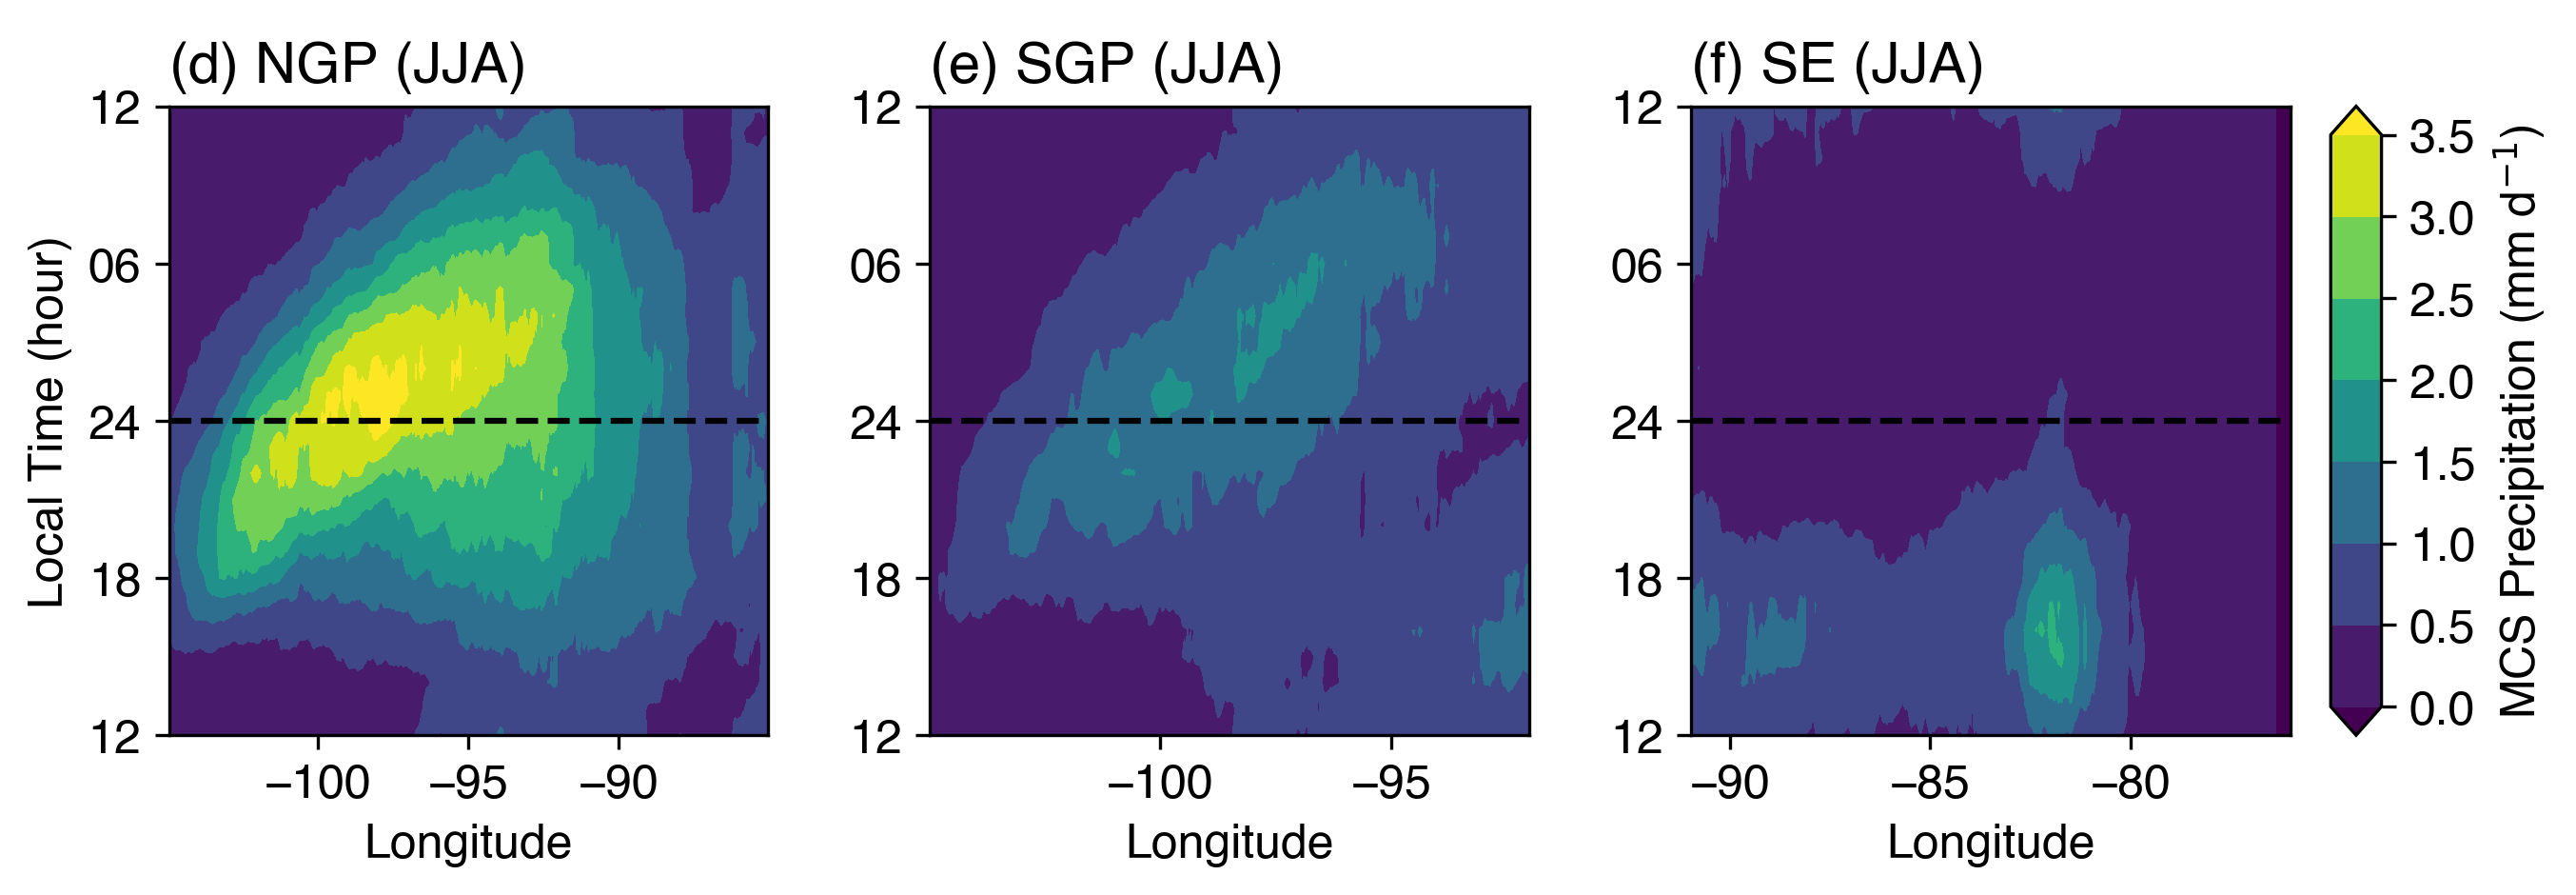 (d) NGP (JJA)
12
06
24
18
12
Local Time (hour)
–100 –95 –90
Longitude
(e) SGP (JJA)
12
06
24
18
12
–100 –95
Longitude
(f) SE (JJA)
12
06
24
18
12
–90 –85 –80
Longitude
3.5
3.0
2.5
2.0
1.5
1.0
0.5
0.0
MCS Precipitation (mm d⁻¹)